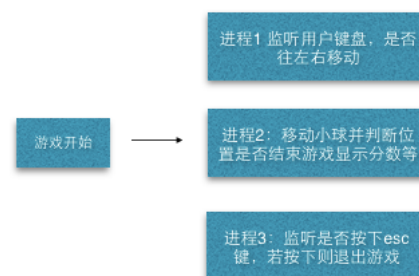 进程1 监听用户键盘，是否
往左右移动
游戏开始
进程2：移动小球并判断位
置是否结束游戏显示分数等
进程3：监听是否按下esc
键，若按下则退出游戏